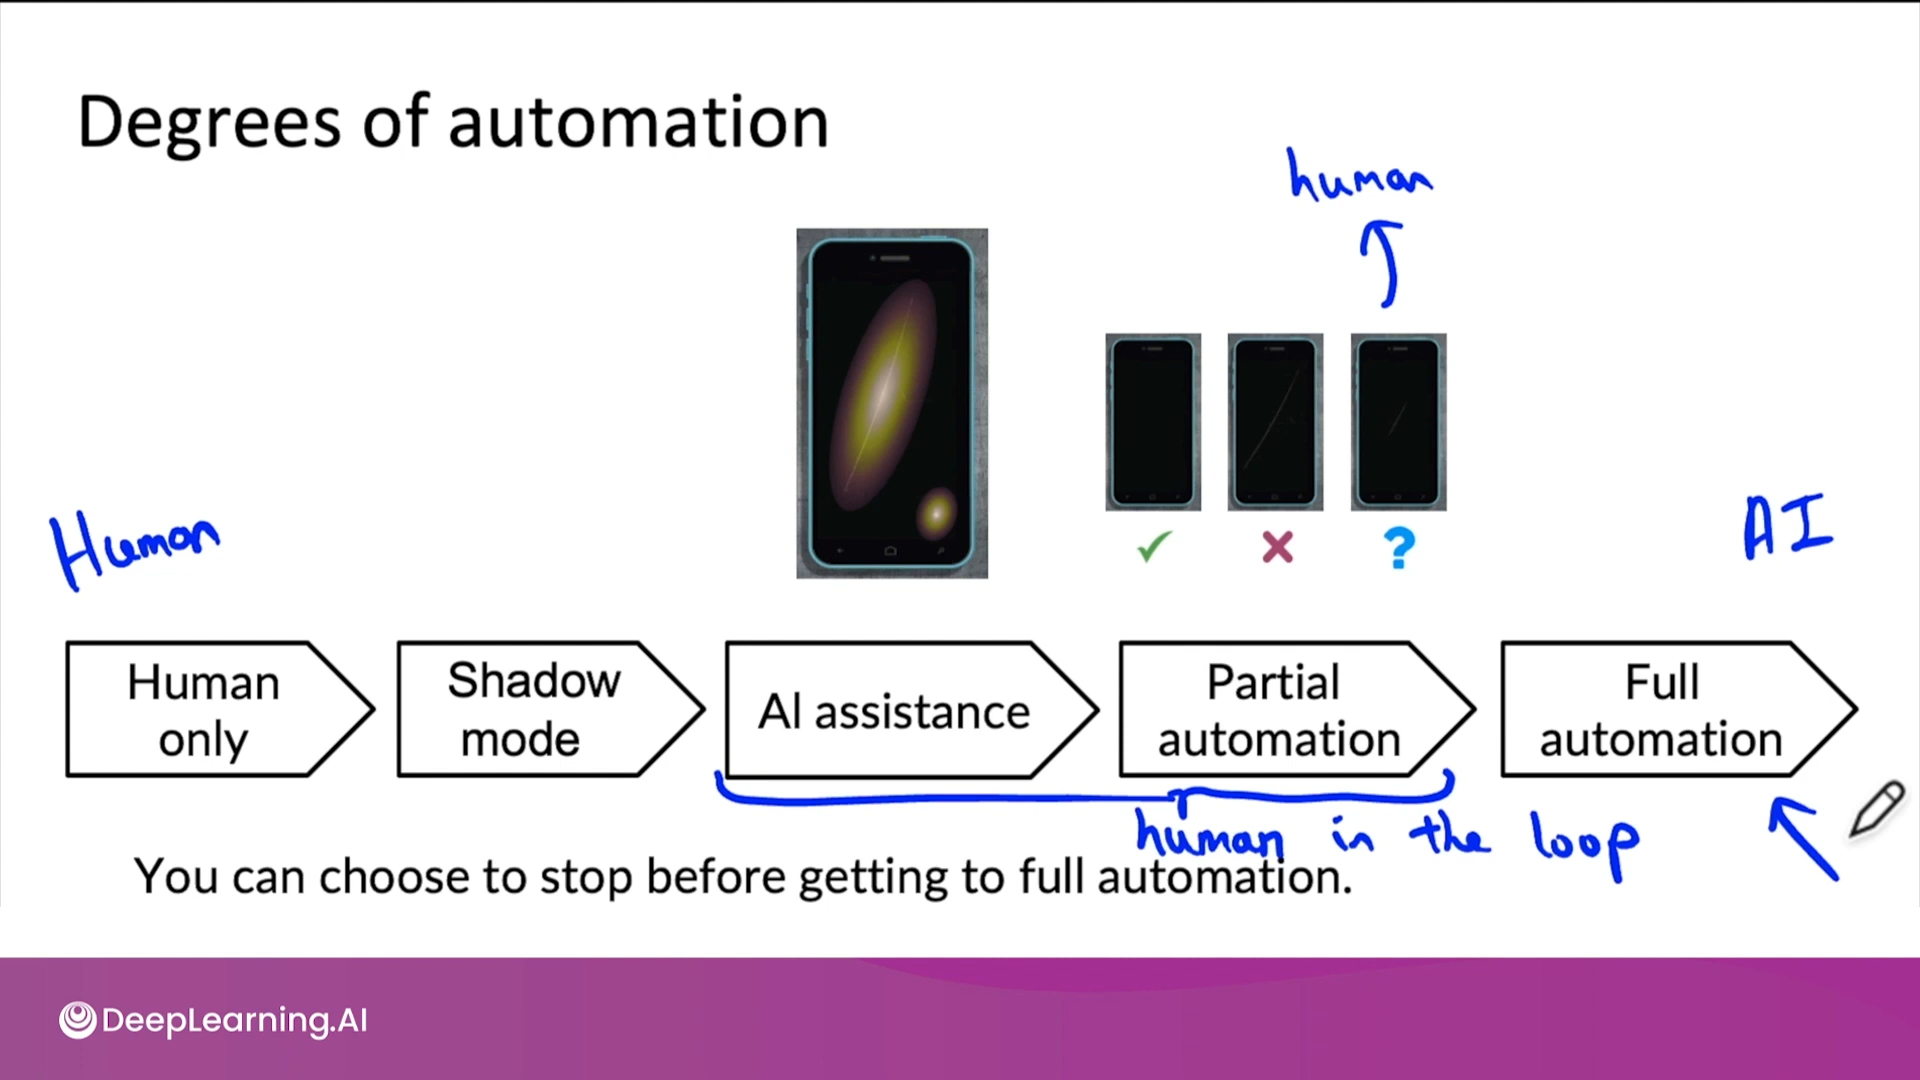 Degrees of automation
human
Human
AI
Human
only
Shadow
mode
AI assistance
Partial
automation
Full
automation
human in the loop
You can choose to stop before getting to full automation.
DeepLearning.AI